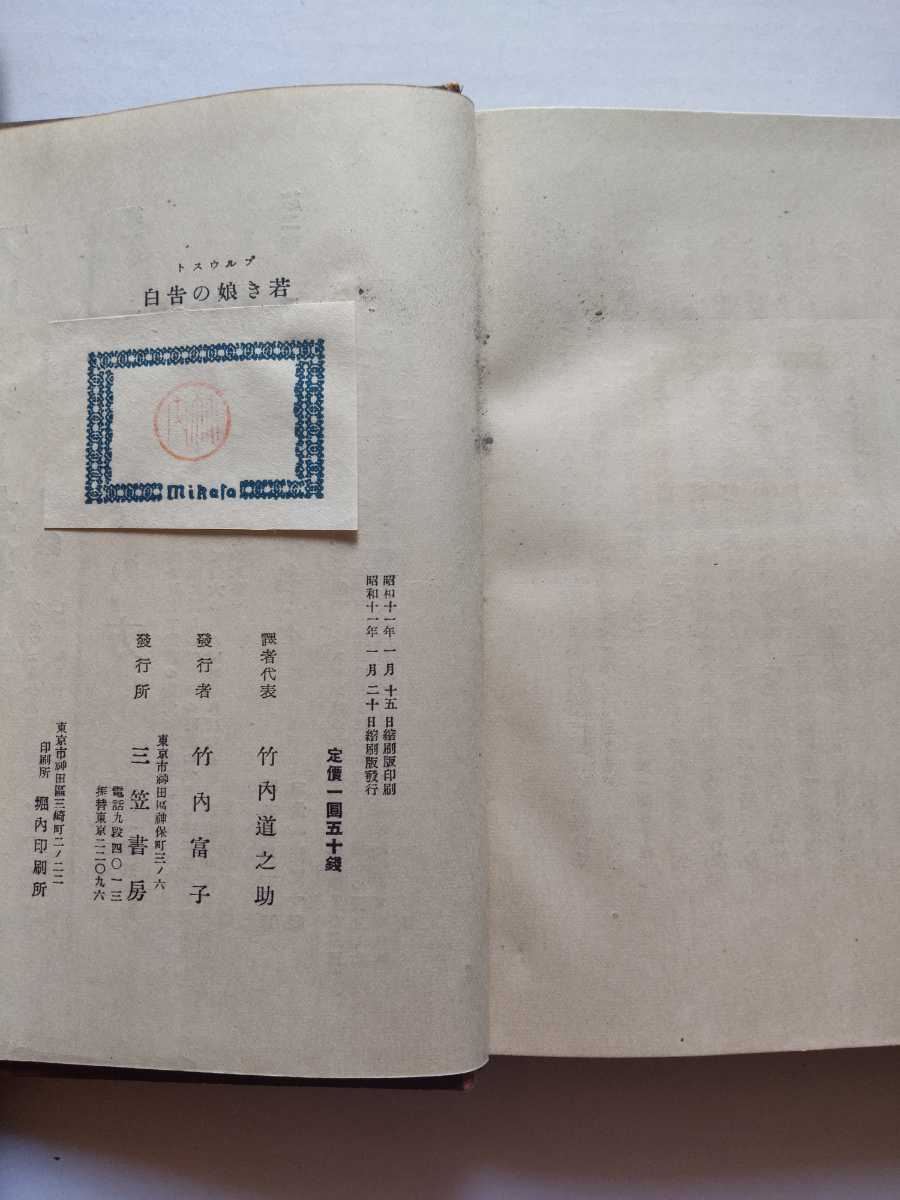 プルウスト
若き娘の告白
mikasa
昭和十一年一月十五日縮刷版印刷
昭和十一年一月二十日縮刷版發行
定價一圓五十錢
譯者代表 竹內道之助
發行者 竹內富子
東京市神田區神保町三ノ六
發行所 三笠書房
電話九段四〇一三
振替東京二二〇九六
東京市神田區三崎町二ノ二二
印刷所 堀內印刷所